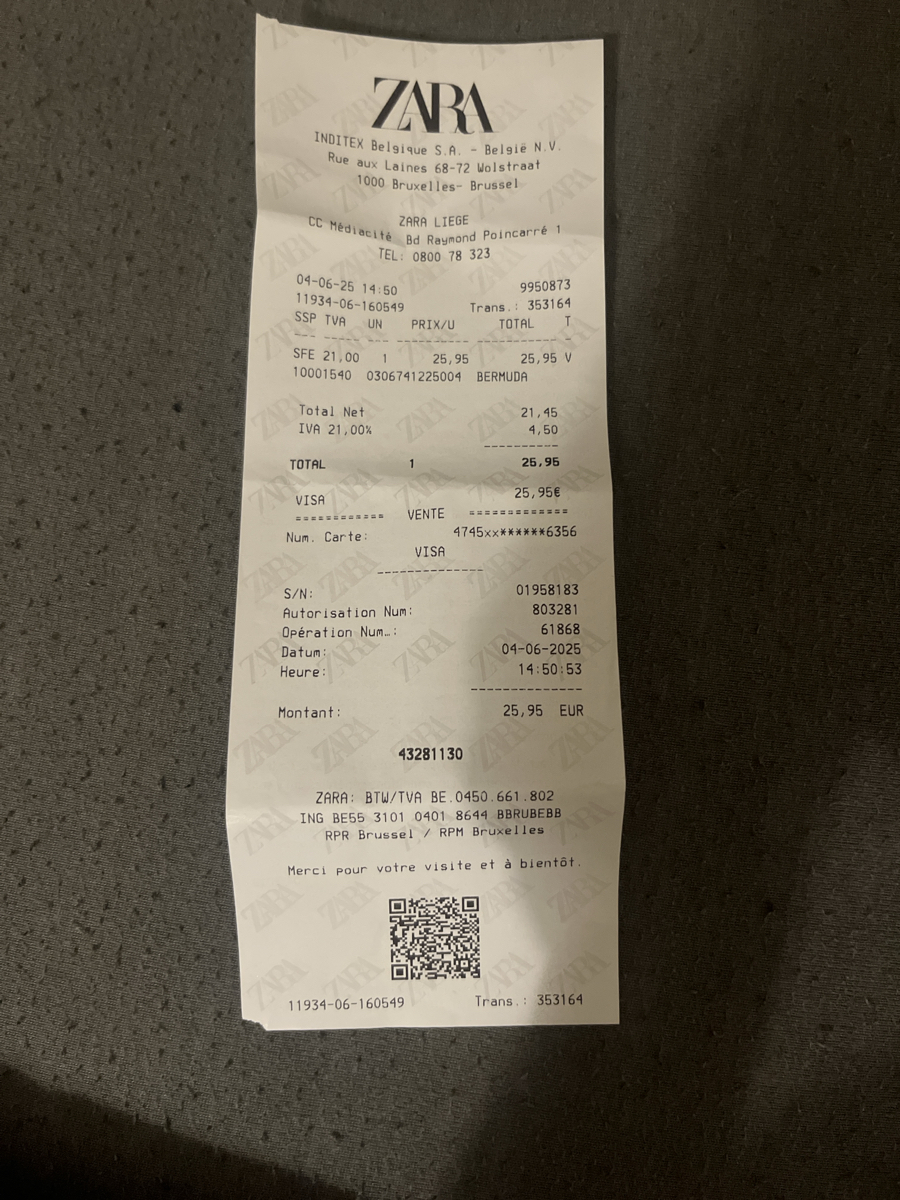 ZARA
INDITEX Belgique S.A. - België N.V.
Rue aux Laines 68-72 Wolstraat
1000 Bruxelles- Brussel
ZARA LIEGE
CC Médiacité Bd Raymond Poincarré 1
TEL: 0800 78 323
04-06-25 14:50 9950873
11934-06-160549 Trans.: 353164
SSP TVA UN PRIX/U TOTAL T
--- ----- --- ------------ ------------- -
SFE 21,00 1 25,95 25,95 V
10001540 0306741225004 BERMUDA
Total Net 21,45
IVA 21,00% 4,50
----------
TOTAL 1 25,95
VISA 25,95€
============ VENTE =============
Num. Carte: 4745xx******6356
VISA
--------------
S/N: 01958183
Autorisation Num: 803281
Opération Num…: 61868
Datum: 04-06-2025
Heure: 14:50:53
--------------
Montant: 25,95 EUR
43281130
ZARA: BTW/TVA BE.0450.661.802
ING BE55 3101 0401 8644 BBRUBEBB
RPR Brussel / RPM Bruxelles
Merci pour votre visite et à bientôt.
11934-06-160549 Trans.: 353164